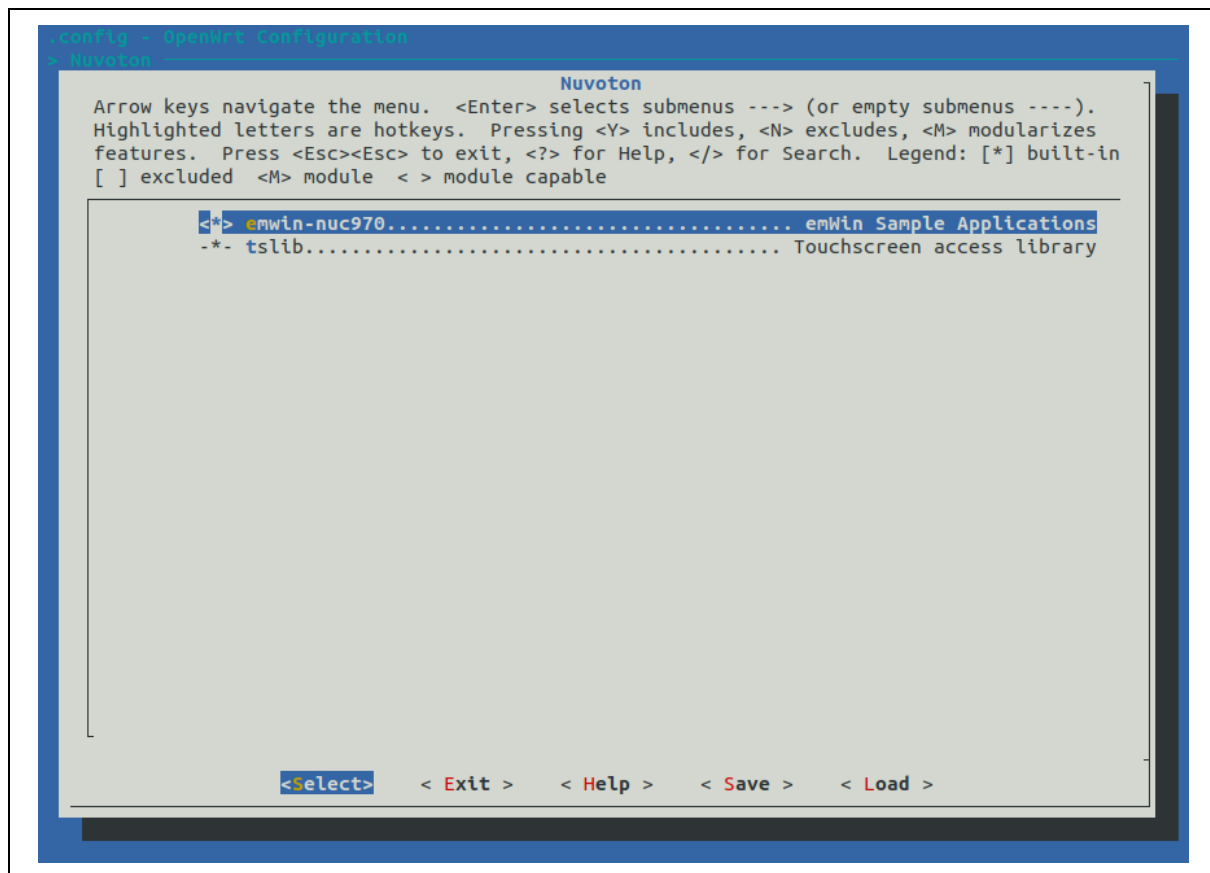 .config - OpenWrt Configuration
> Nuvoton
Nuvoton
Arrow keys navigate the menu.  <Enter> selects submenus ---> (or empty submenus ----).
Highlighted letters are hotkeys.  Pressing <Y> includes, <N> excludes, <M> modularizes
features.  Press <Esc><Esc> to exit, <?> for Help, </> for Search.  Legend: [*] built-in
[ ] excluded  <M> module  < > module capable
<*> emwin-nuc970................................... emWin Sample Applications
-*- tslib......................................... Touchscreen access library
<Select>    < Exit >    < Help >    < Save >    < Load >